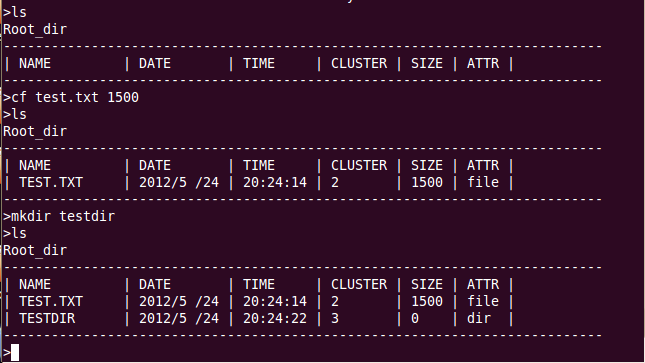 >ls
Root_dir
---------------------------------------------------------------------------
| NAME         | DATE       | TIME     | CLUSTER | SIZE | ATTR |
---------------------------------------------------------------------------
>cf test.txt 1500
>ls
Root_dir
---------------------------------------------------------------------------
| NAME         | DATE       | TIME     | CLUSTER | SIZE | ATTR |
| TEST.TXT     | 2012/5 /24 | 20:24:14 | 2       | 1500 | file |
---------------------------------------------------------------------------
>mkdir testdir
>ls
Root_dir
---------------------------------------------------------------------------
| NAME         | DATE       | TIME     | CLUSTER | SIZE | ATTR |
| TEST.TXT     | 2012/5 /24 | 20:24:14 | 2       | 1500 | file |
| TESTDIR      | 2012/5 /24 | 20:24:22 | 3       | 0    | dir  |
---------------------------------------------------------------------------
>